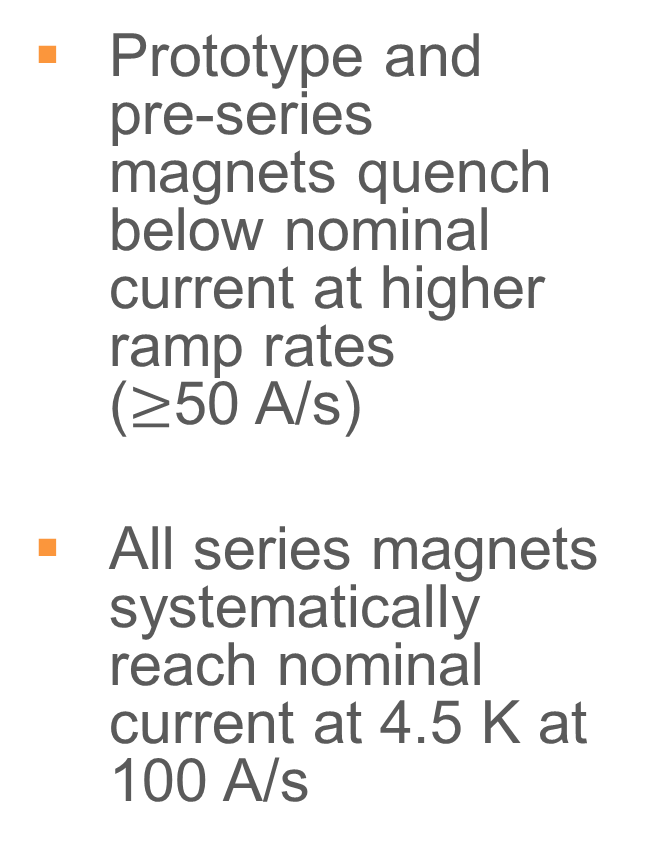 ▪ Prototype and
pre-series
magnets quench
below nominal
current at higher
ramp rates
(≥50 A/s)
▪ All series magnets
systematically
reach nominal
current at 4.5 K at
100 A/s